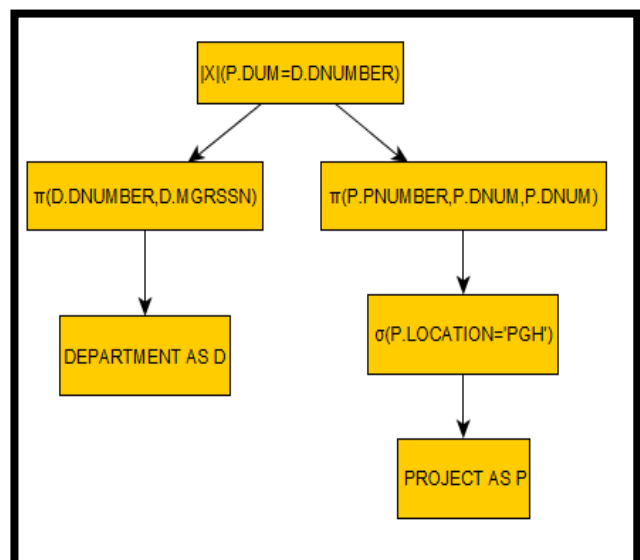 |X|(P.DUM=D.DNUMBER)
π(D.DNUMBER,D.MGRSSN)
π(P.PNUMBER,P.DNUM,P.DNUM)
DEPARTMENT AS D
σ(P.LOCATION='PGH')
PROJECT AS P